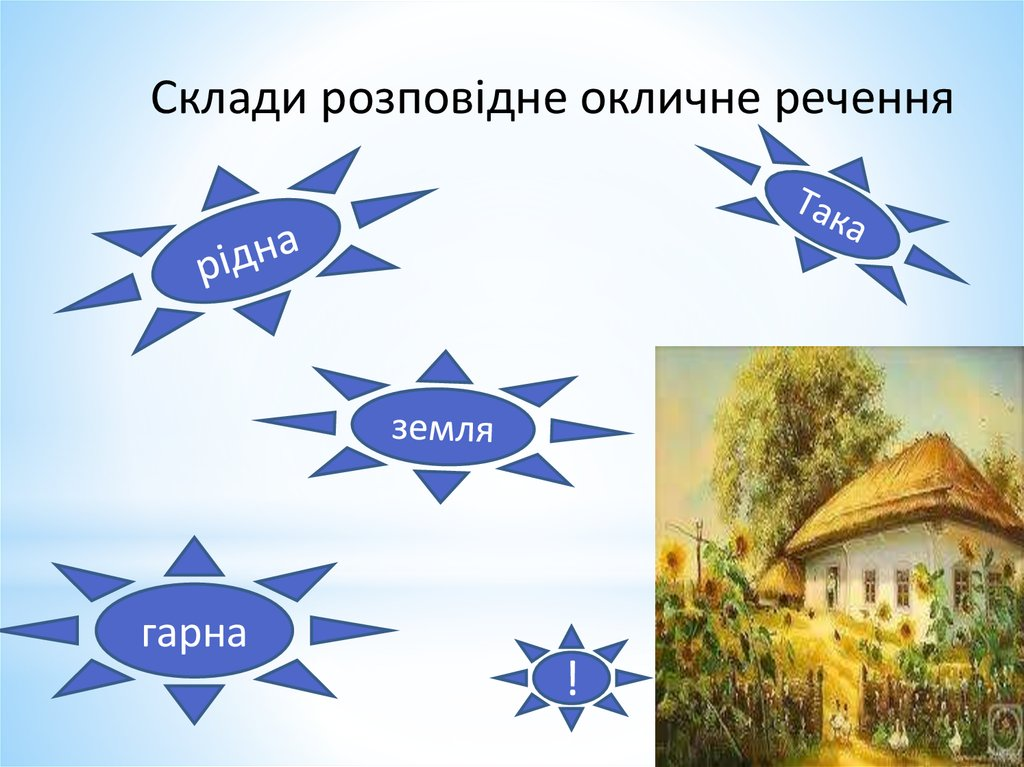 Склади розповідне окличне речення
рідна
Така
земля
гарна
!